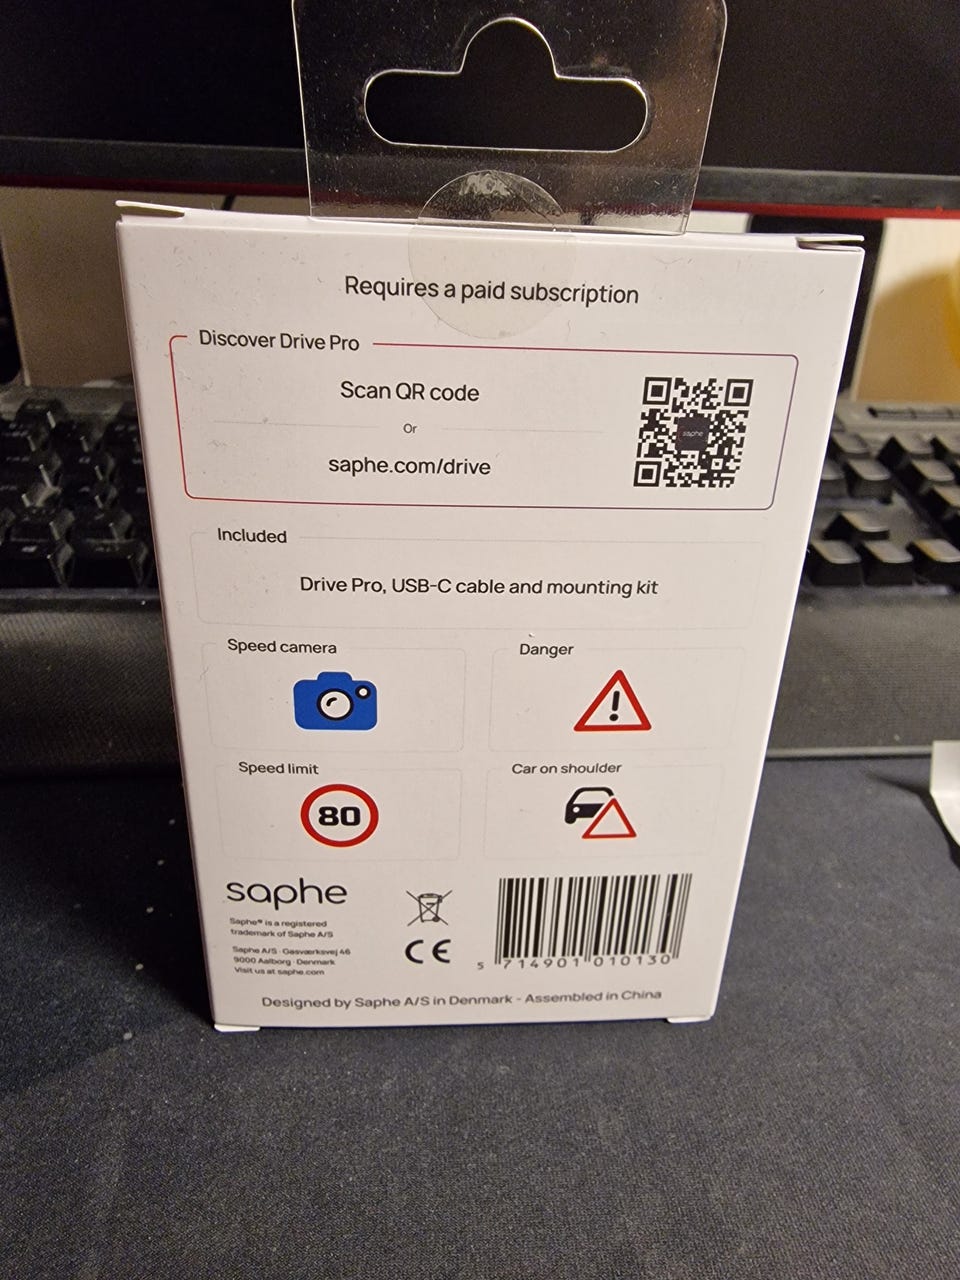 Requires a paid subscription
Discover Drive Pro
Scan QR code
Or
saphe.com/drive
saphe
Included
Drive Pro, USB-C cable and mounting kit
Speed camera
Danger
Speed limit
80
Car on shoulder
saphe
Saphe® is a registered
trademark of Saphe A/S
Saphe A/S · Gasværksvej 46
9000 Aalborg · Denmark
Visit us at saphe.com
CE
5 714901 010130
Designed by Saphe A/S in Denmark - Assembled in China